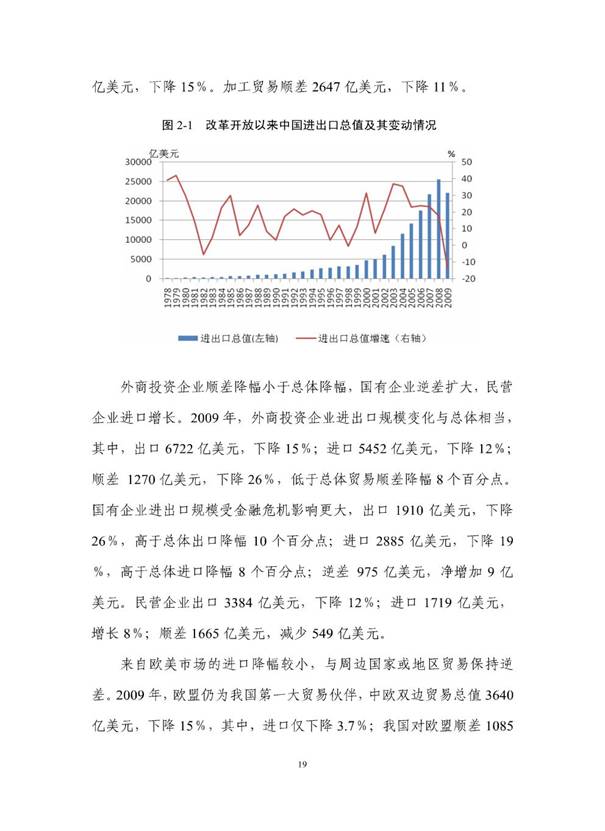 亿美元，下降 15%。加工贸易顺差 2647 亿美元，下降 11%。
图 2-1 改革开放以来中国进出口总值及其变动情况
亿美元 %
30000 50
25000 40
20000 30
15000 20
10000 10
5000 0
0 -10
-20
1978 1979 1980 1981 1982 1983 1984 1985 1986 1987 1988 1989 1990 1991 1992 1993 1994 1995 1996 1997 1998 1999 2000 2001 2002 2003 2004 2005 2006 2007 2008 2009
进出口总值(左轴) 进出口总值增速（右轴）
外商投资企业顺差降幅小于总体降幅，国有企业逆差扩大，民营
企业进口增长。2009 年，外商投资企业进出口规模变化与总体相当，
其中，出口 6722 亿美元，下降 15%；进口 5452 亿美元，下降 12%；
顺差 1270 亿美元，下降 26%，低于总体贸易顺差降幅 8 个百分点。
国有企业进出口规模受金融危机影响更大，出口 1910 亿美元，下降
26%，高于总体出口降幅 10 个百分点；进口 2885 亿美元，下降 19
%，高于总体进口降幅 8 个百分点；逆差 975 亿美元，净增加 9 亿
美元。民营企业出口 3384 亿美元，下降 12%；进口 1719 亿美元，
增长 8%；顺差 1665 亿美元，减少 549 亿美元。
来自欧美市场的进口降幅较小，与周边国家或地区贸易保持逆
差。2009 年，欧盟仍为我国第一大贸易伙伴，中欧双边贸易总值 3640
亿美元，下降 15%，其中，进口仅下降 3.7%；我国对欧盟顺差 1085
19